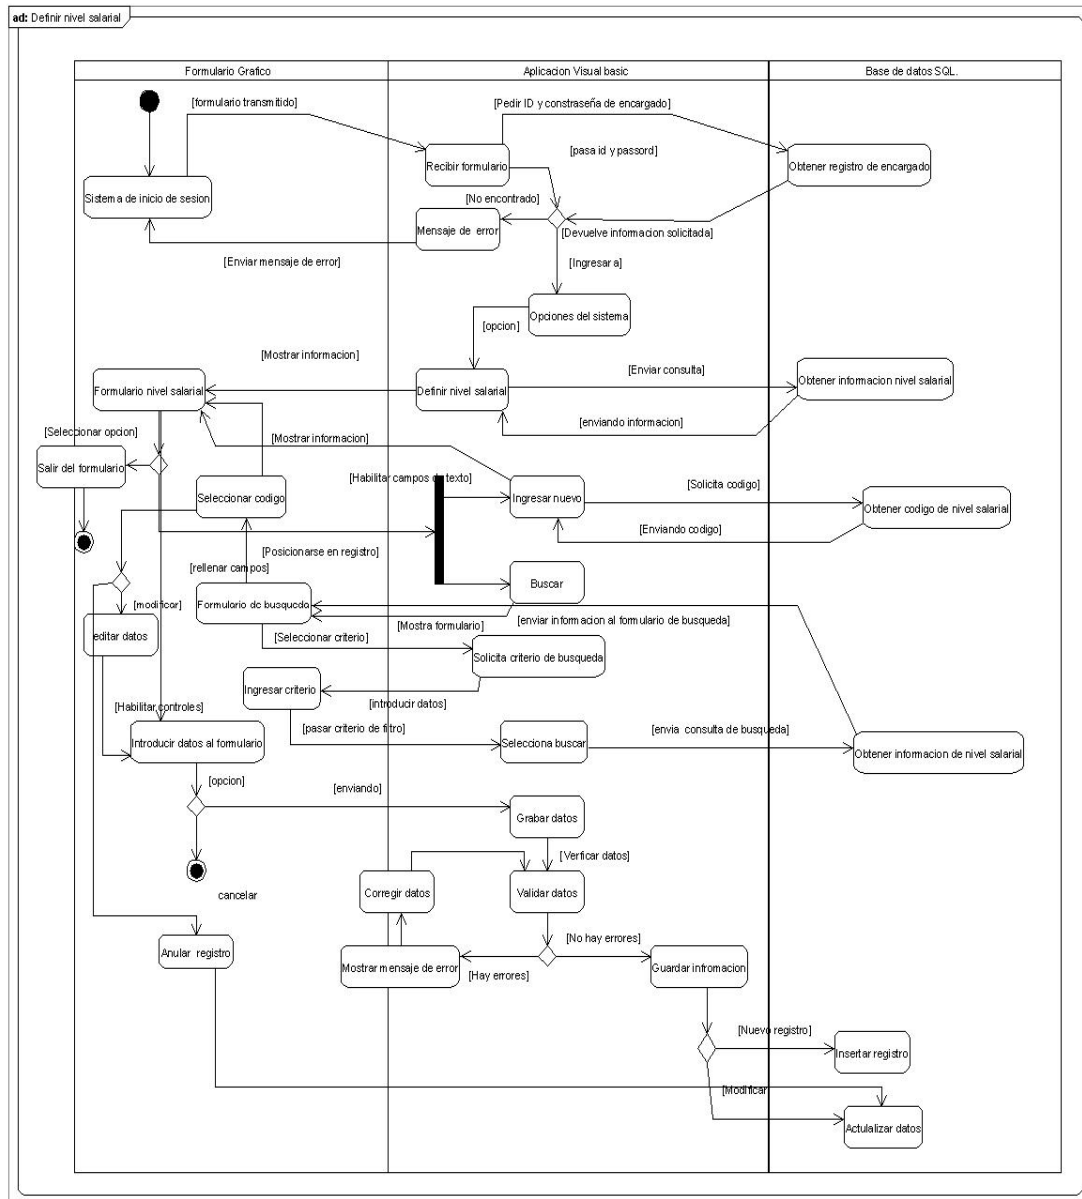 ad: Definir nivel salarial
Formulario Grafico
Aplicacion Visual basic
Base de datos SQL.
[formulario transmitido]
[Pedir ID y constraseña de encargado]
[pasa id y passord]
Recibir formulario
Obtener registro de encargado
Sistema de inicio de sesion
[No encontrado]
Mensaje de error
[Devuelve informacion solicitada]
[Enviar mensaje de error]
[Ingresar a]
Opciones del sistema
[opcion]
[Mostrar informacion]
[Enviar consulta]
Formulario nivel salarial
Definir nivel salarial
Obtener informacion nivel salarial
[enviando informacion]
[Seleccionar opcion]
[Mostrar informacion]
Salir del formulario
[Habilitar campos de texto]
[Solicita codigo]
Seleccionar codigo
Ingresar nuevo
Obtener codigo de nivel salarial
[Enviando codigo]
[Posicionarse en registro]
[rellenar campos]
Buscar
[modificar]
Formulario de busqueda
[Mostra formulario]
[enviar informacion al formulario de busqueda]
editar datos
[Seleccionar criterio]
Solicita criterio de busqueda
Ingresar criterio
[introducir datos]
[Habilitar controles]
[pasar criterio de filtro]
[envia consulta de busqueda]
Introducir datos al formulario
Selecciona buscar
Obtener informacion de nivel salarial
[opcion]
[enviando]
Grabar datos
[Verficar datos]
cancelar
Corregir datos
Validar datos
[No hay errores]
Anular registro
Mostrar mensaje de error
[Hay errores]
Guardar infromacion
[Nuevo registro]
Insertar registro
[Modificar
Actulalizar datos